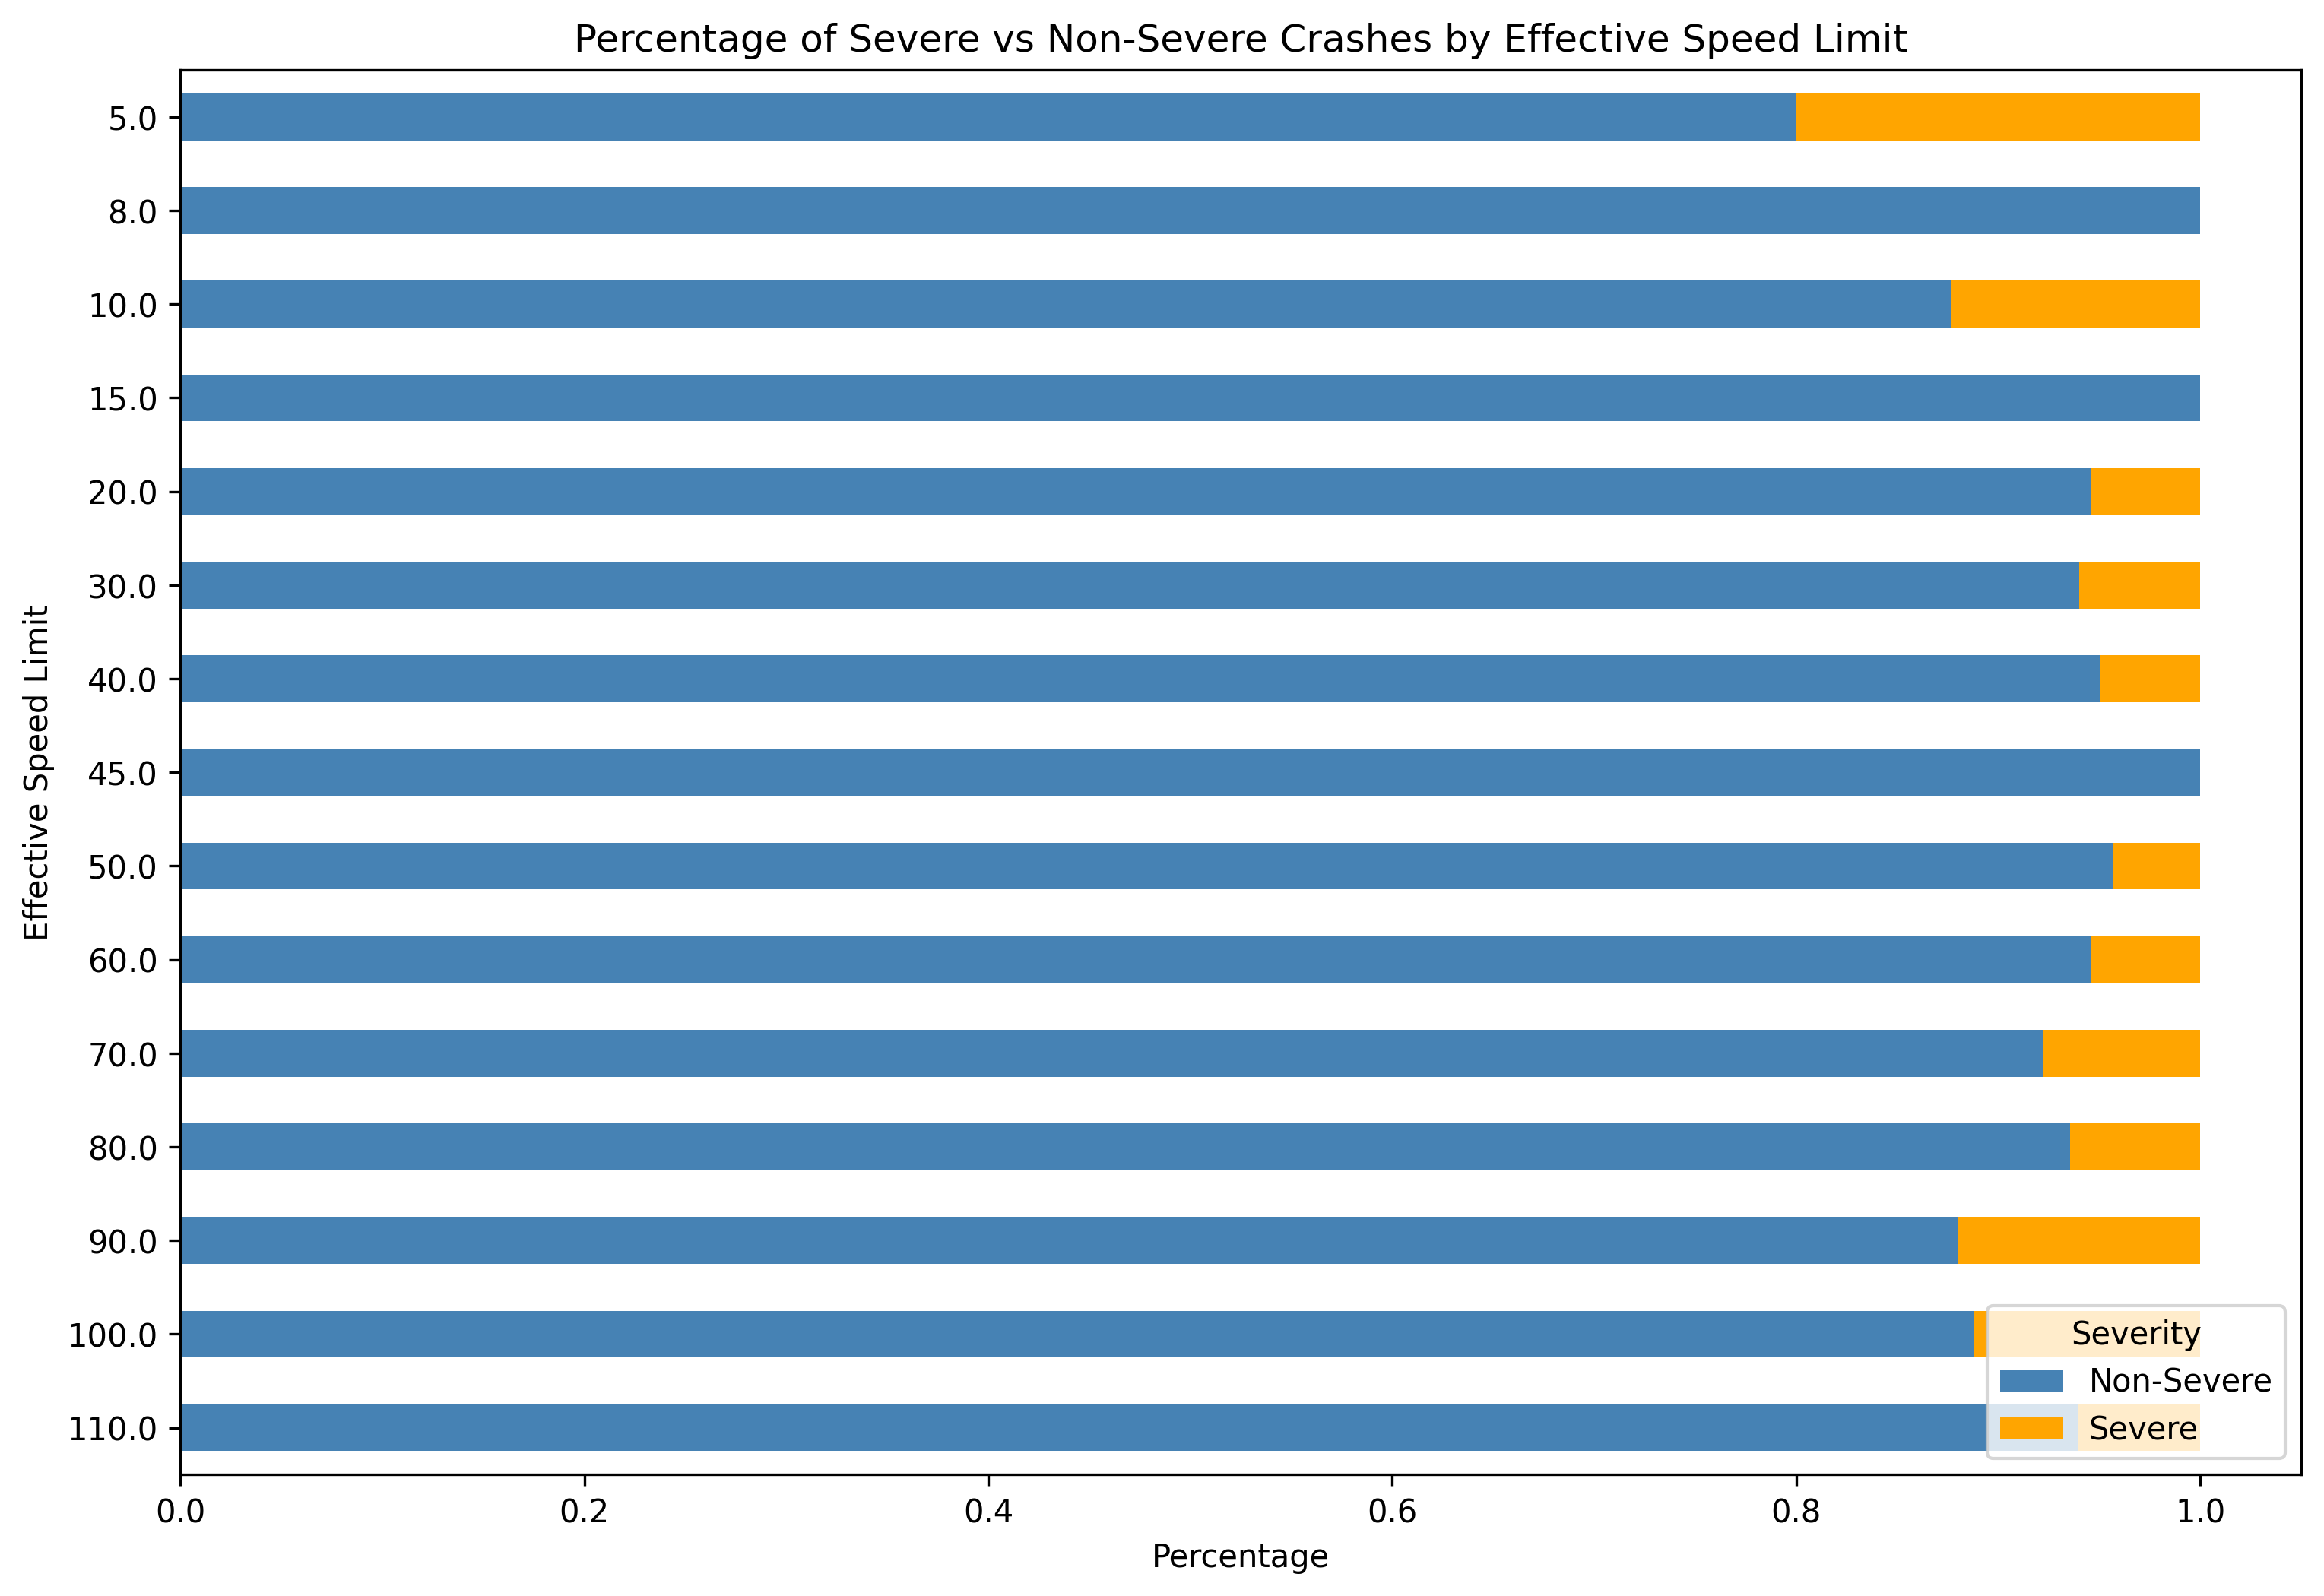 Percentage of Severe vs Non-Severe Crashes by Effective Speed Limit
Effective Speed Limit
5.0
8.0
10.0
15.0
20.0
30.0
40.0
45.0
50.0
60.0
70.0
80.0
90.0
100.0
110.0
Severity
Non-Severe
Severe
0.0 0.2 0.4 0.6 0.8 1.0
Percentage